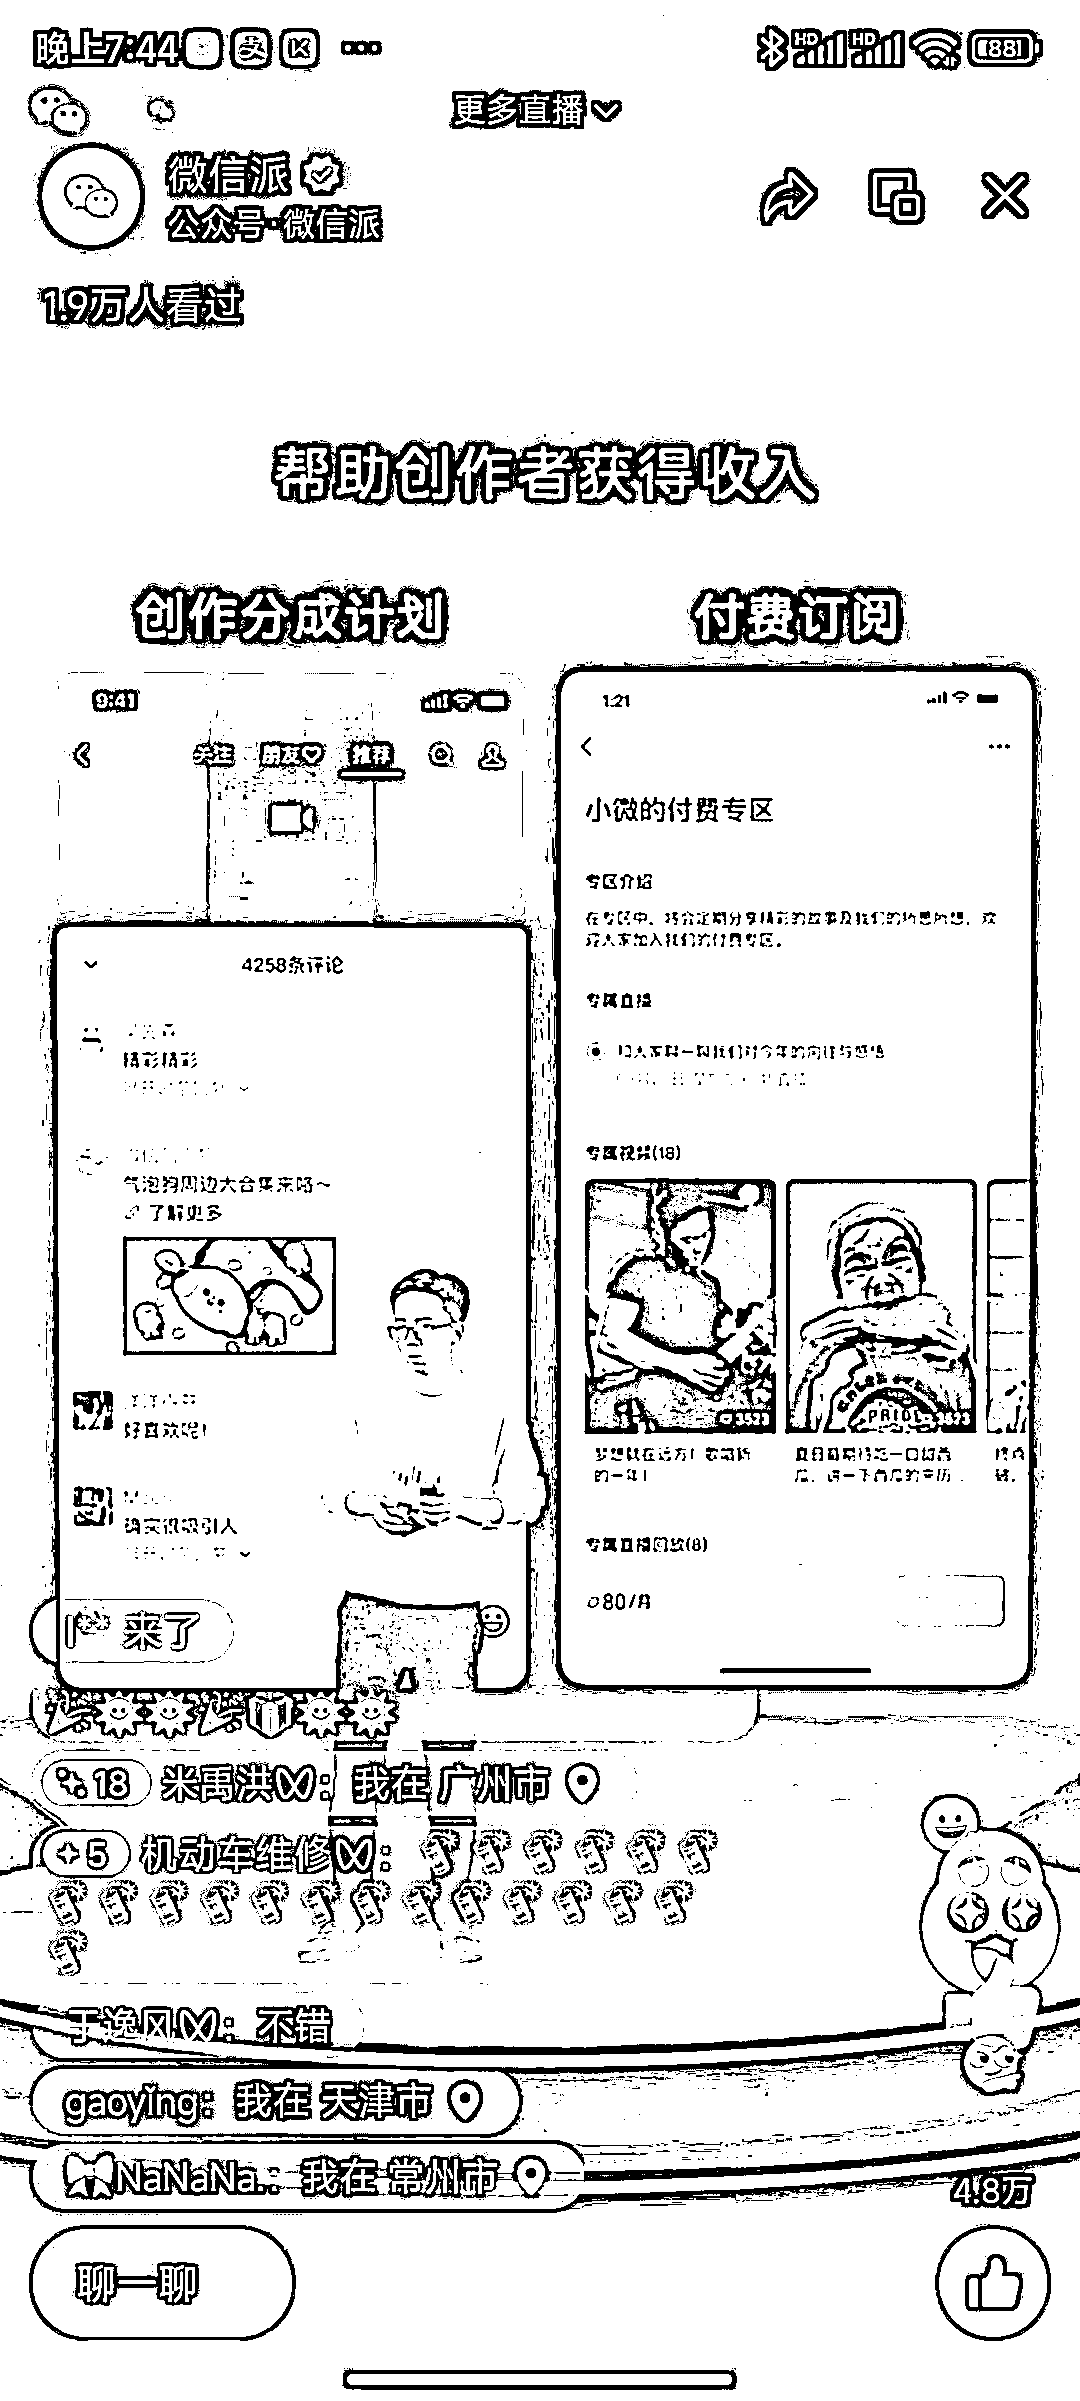 晚上7:44
HD HD 88
更多直播
微信派
公众号·微信派
1.9万人看过
帮助创作者获得收入
创作分成计划
付费订阅
9:41
关注 朋友 推荐
4258条评论
精彩精彩
气泡狗周边大合集来咯~
了解更多
好喜欢呢!
确实很吸引人
1:21
小微的付费专区
专区介绍
在专区中,将会定期分享精彩的故事及我们的所思所想,欢
迎大家加入我们的付费专区。
专属直播
专属视频(18)
PRIDE
梦想就在远方!
的一年!
专属直播回放(8)
80/月
来了
18 米禹洪: 我在 广州市
5 机动车维修:
于逸风: 不错
gaoying: 我在 天津市
NaNaNa.: 我在 常州市
4.8万
聊一聊